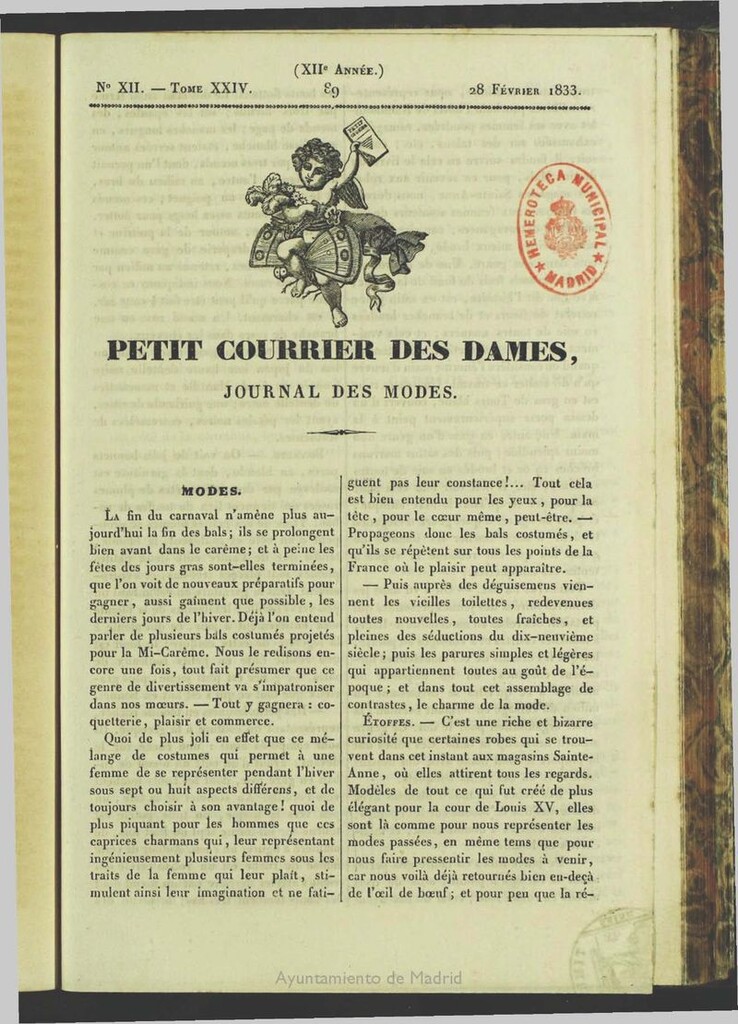 (XIIe ANNÉE.)
No XII. — TOME XXIV. 89 28 FÉVRIER 1833.
HEMEROTECA MUNICIPAL
MADRID
PETIT COURRIER DES DAMES,
JOURNAL DES MODES.
MODES.
LA fin du carnaval n'amène plus au-
jourd'hui la fin des bals; ils se prolongent
bien avant dans le carême; et à peine les
fêtes des jours gras sont-elles terminées,
que l'on voit de nouveaux préparatifs pour
gagner, aussi gaîment que possible, les
derniers jours de l'hiver. Déjà l'on entend
parler de plusieurs bals costumés projetés
pour la Mi-Carême. Nous le redisons en-
core une fois, tout fait présumer que ce
genre de divertissement va s'impatroniser
dans nos mœurs. — Tout y gagnera : co-
quetterie, plaisir et commerce.
Quoi de plus joli en effet que ce mé-
lange de costumes qui permet à une
femme de se représenter pendant l'hiver
sous sept ou huit aspects différens, et de
toujours choisir à son avantage! quoi de
plus piquant pour les hommes que ces
caprices charmans qui, leur représentant
ingénieusement plusieurs femmes sous les
traits de la femme qui leur plaît, sti-
mulent ainsi leur imagination et ne fati-
guent pas leur constance!... Tout cela
est bien entendu pour les yeux, pour la
tête, pour le cœur même, peut-être. —
Propageons donc les bals costumés, et
qu'ils se répètent sur tous les points de la
France où le plaisir peut apparaître.
— Puis auprès des déguisemens vien-
nent les vieilles toilettes, redevenues
toutes nouvelles, toutes fraîches, et
pleines des séductions du dix-neuvième
siècle; puis les parures simples et légères
qui appartiennent toutes au goût de l'é-
poque; et dans tout cet assemblage de
contrastes, le charme de la mode.
ÉTOFFES. — C'est une riche et bizarre
curiosité que certaines robes qui se trou-
vent dans cet instant aux magasins Sainte-
Anne, où elles attirent tous les regards.
Modèles de tout ce qui fut créé de plus
élégant pour la cour de Louis XV, elles
sont là comme pour nous représenter les
modes passées, en même tems que pour
nous faire pressentir les modes à venir,
car nous voilà déjà retournés bien en-deçà
de l'œil de bœuf; et pour peu que la ré-
Ayuntamiento de Madrid